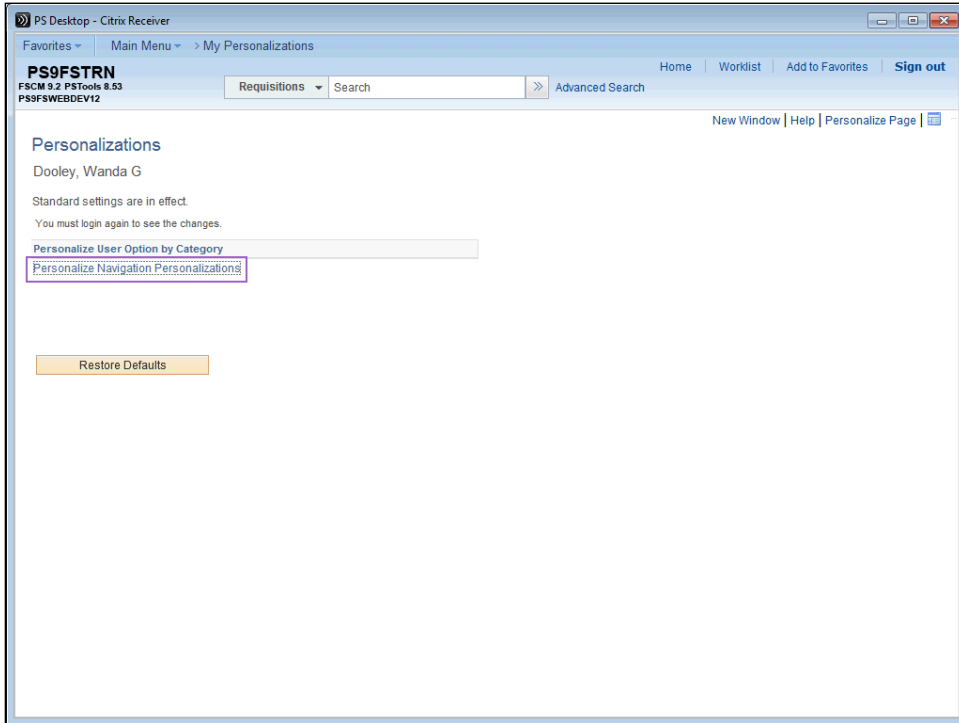 PS Desktop - Citrix Receiver
Favorites Main Menu > My Personalizations
PS9FSTRN
FSCM 9.2 PSTools 8.53
PS9FSWEBDEV12
Home Worklist Add to Favorites Sign out
Requisitions Search Advanced Search
New Window | Help | Personalize Page |
Personalizations
Dooley, Wanda G
Standard settings are in effect.
You must login again to see the changes.
Personalize User Option by Category
Personalize Navigation Personalizations
Restore Defaults